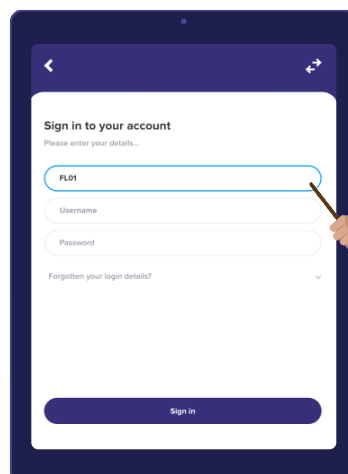 Sign in to your account
Please enter your details...
FL01
Username
Password
Forgotten your login details?
Sign in